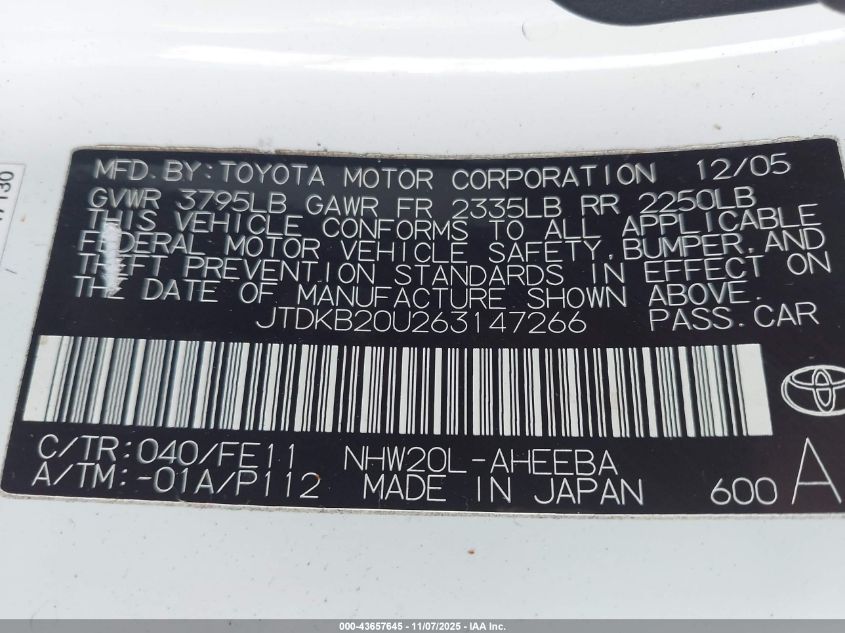 MFD. BY: TOYOTA MOTOR CORPORATION 12/05
GVWR 3795LB GAWR FR 2335LB RR 2250LB
THIS VEHICLE CONFORMS TO ALL APPLICABLE
FEDERAL MOTOR VEHICLE SAFETY, BUMPER, AND
THEFT PREVENTION STANDARDS IN EFFECT ON
THE DATE OF MANUFACTURE SHOWN ABOVE.
JTDKB20U263147266 PASS. CAR
C/TR: 040/FE11 NHW20L-AHEEBA
A/TM: -01A/P112 MADE IN JAPAN 600 A
000-43657645 11/07/2025 IAA Inc.